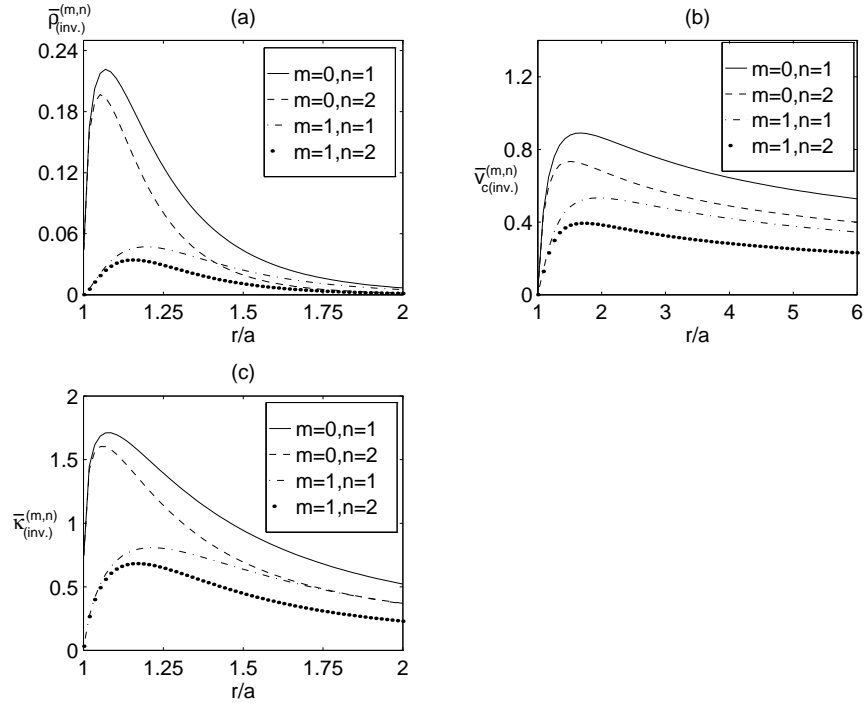 (a)
ρ̅(inv.)^(m,n)
0.24
0.18
0.12
0.06
0
1 1.25 1.5 1.75 2
r/a
m=0,n=1
m=0,n=2
m=1,n=1
m=1,n=2
(b)
v̅c(inv.)^(m,n)
1.2
0.8
0.4
0
1 2 3 4 5 6
r/a
m=0,n=1
m=0,n=2
m=1,n=1
m=1,n=2
(c)
κ̅(inv.)^(m,n)
2
1.5
1
0.5
0
1 1.25 1.5 1.75 2
r/a
m=0,n=1
m=0,n=2
m=1,n=1
m=1,n=2